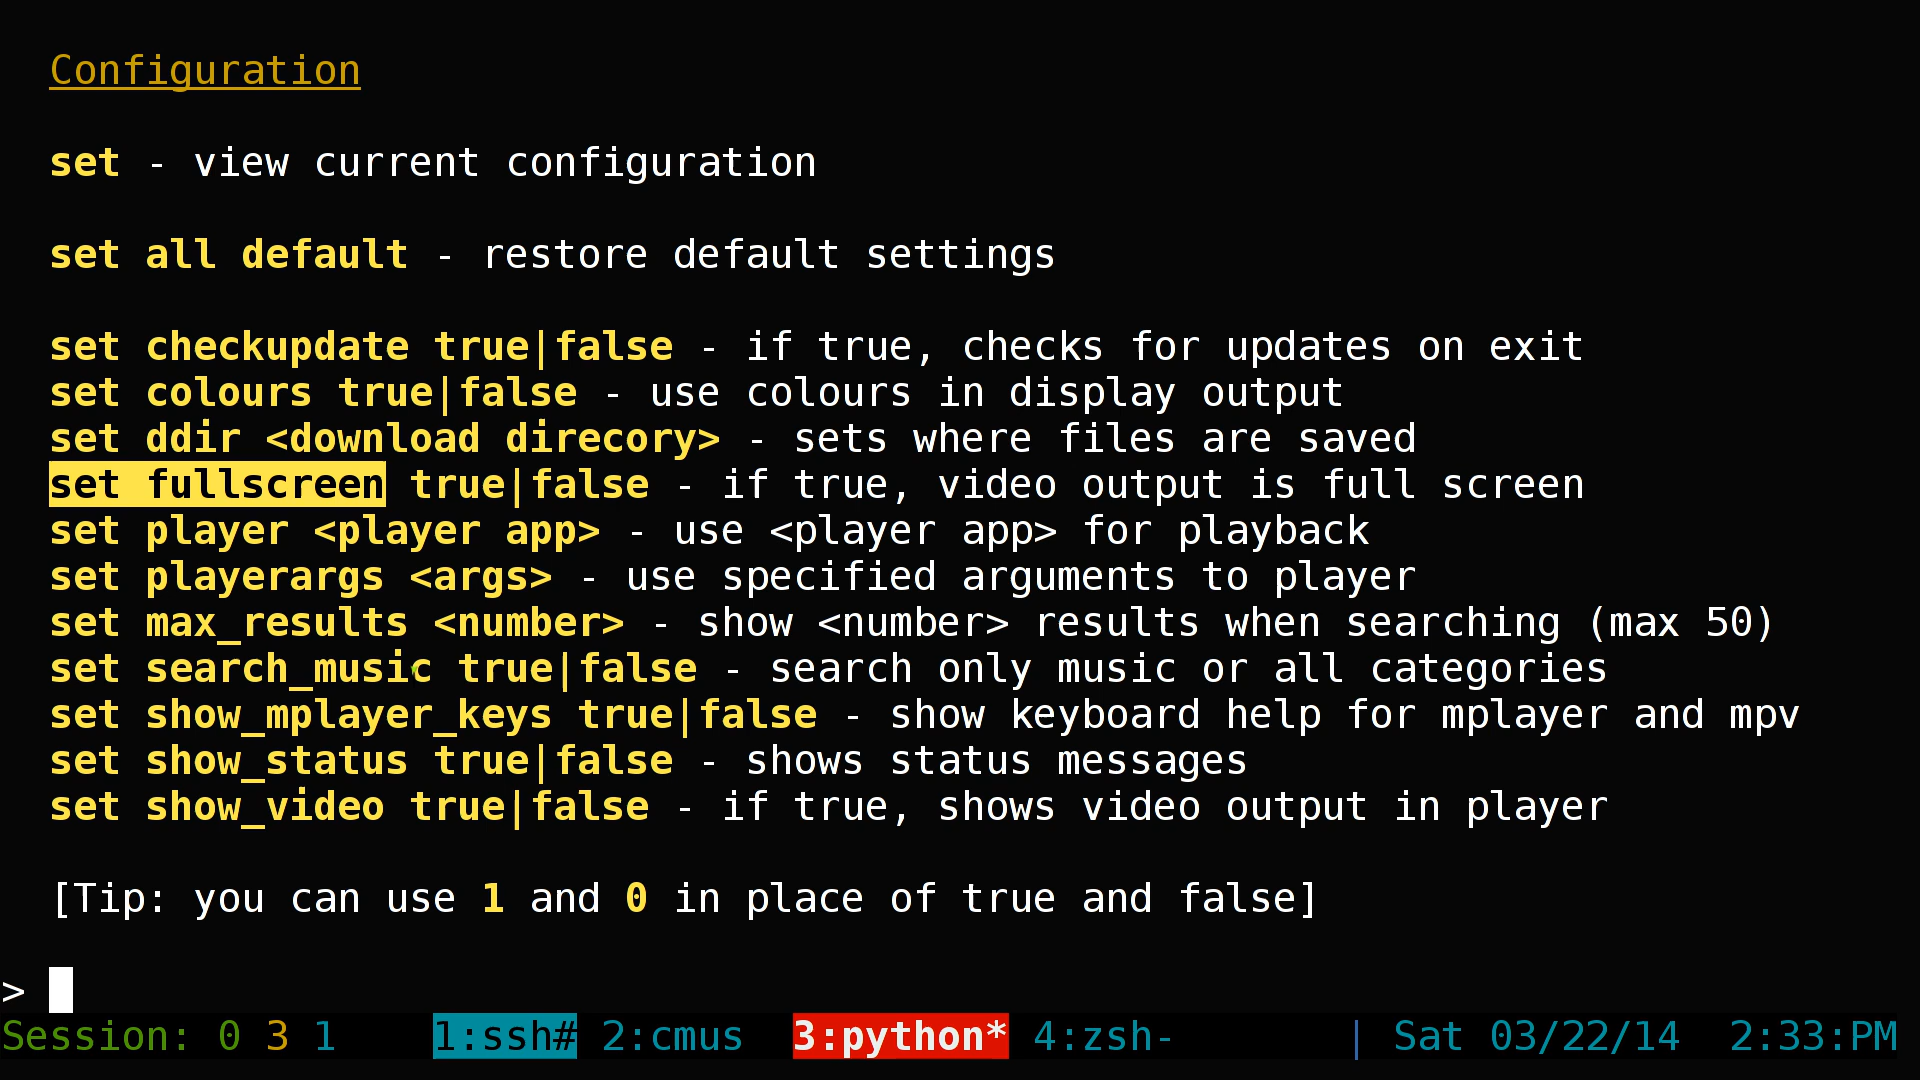 Configuration
set - view current configuration
set all default - restore default settings
set checkupdate true|false - if true, checks for updates on exit
set colours true|false - use colours in display output
set ddir <download direcory> - sets where files are saved
set fullscreen true|false - if true, video output is full screen
set player <player app> - use <player app> for playback
set playerargs <args> - use specified arguments to player
set max_results <number> - show <number> results when searching (max 50)
set search_music true|false - search only music or all categories
set show_mplayer_keys true|false - show keyboard help for mplayer and mpv
set show_status true|false - shows status messages
set show_video true|false - if true, shows video output in player
[Tip: you can use 1 and 0 in place of true and false]
>
Session: 0 3 1 1:ssh# 2:cmus 3:python* 4:zsh- | Sat 03/22/14 2:33:PM